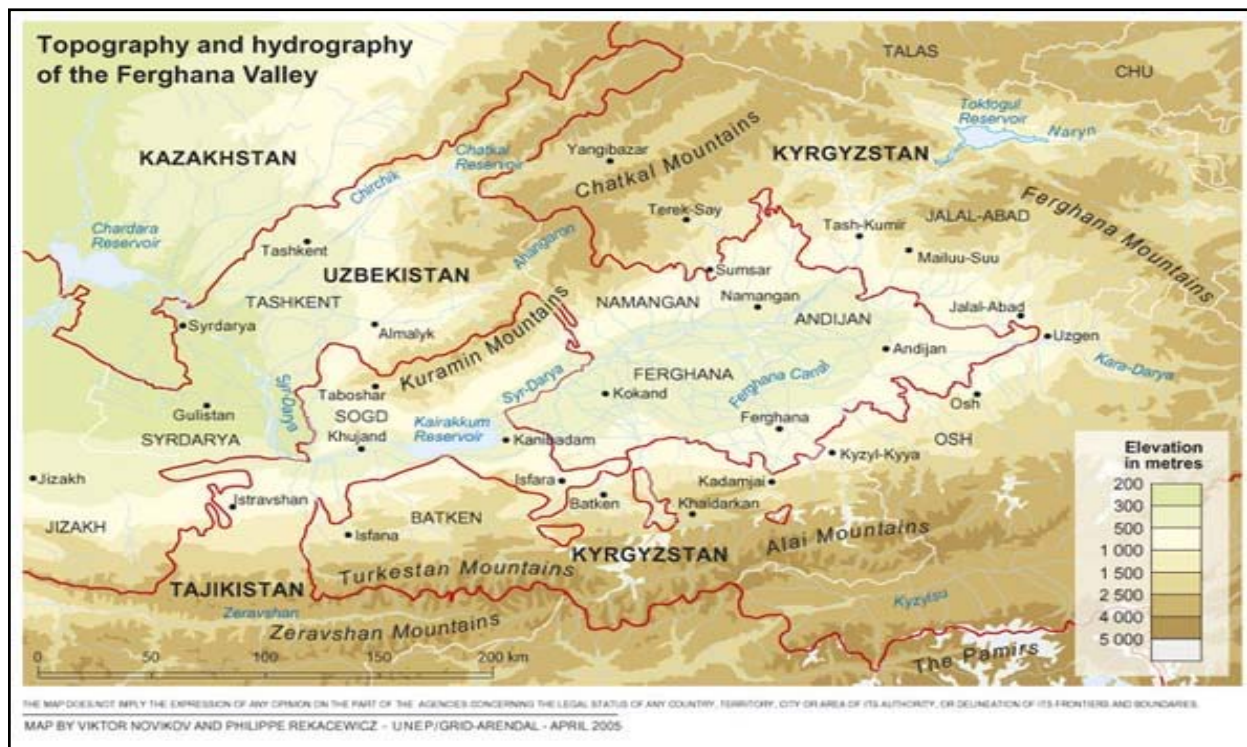 Topography and hydrography
of the Ferghana Valley
TALAS
CHU
Toktogul
Reservoir
Naryn
Naryn
KAZAKHSTAN
Chatkal
Reservoir
Yangibazar
Chatkal Mountains
KYRGYZSTAN
Chirchik
Terek-Say
Tash-Kumir
JALAL-ABAD
Ferghana Mountains
Chardara
Reservoir
Tashkent
Ahangaron
Mailuu-Suu
UZBEKISTAN
Sumsar
TASHKENT
NAMANGAN
Namangan
ANDIJAN
Jalal-Abad
Syrdarya
Almalyk
Kuramin Mountains
Uzgen
Andijan
Kara-Darya
Syr-Darya
Taboshar
Syr-Darya
FERGHANA
Ferghana Canal
Gulistan
SOGD
Kokand
Osh
SYRDARYA
Khujand
Kairakkum
Reservoir
Kanibadam
Ferghana
OSH
Kyzyl-Kyya
Jizakh
Istravshan
Isfara
Batken
Kadamjai
Khaidarkan
JIZAKH
BATKEN
Isfana
KYRGYZSTAN
Alai Mountains
TAJIKISTAN
Turkestan Mountains
Zeravshan
Zeravshan Mountains
Kyzylsu
The Pamirs
Elevation
in metres
200
300
500
1 000
1 500
2 500
4 000
5 000
0 50 100 150 200 km
THE MAP DOES NOT IMPLY THE EXPRESSION OF ANY OPINION ON THE PART OF THE AGENCIES CONCERNING THE LEGAL STATUS OF ANY COUNTRY, TERRITORY, CITY OR AREA OF ITS AUTHORITY, OR DELINEATION OF ITS FRONTIERS AND BOUNDARIES.
MAP BY VIKTOR NOVIKOV AND PHILIPPE REKACEWICZ - UNEP/GRID-ARENDAL - APRIL 2005